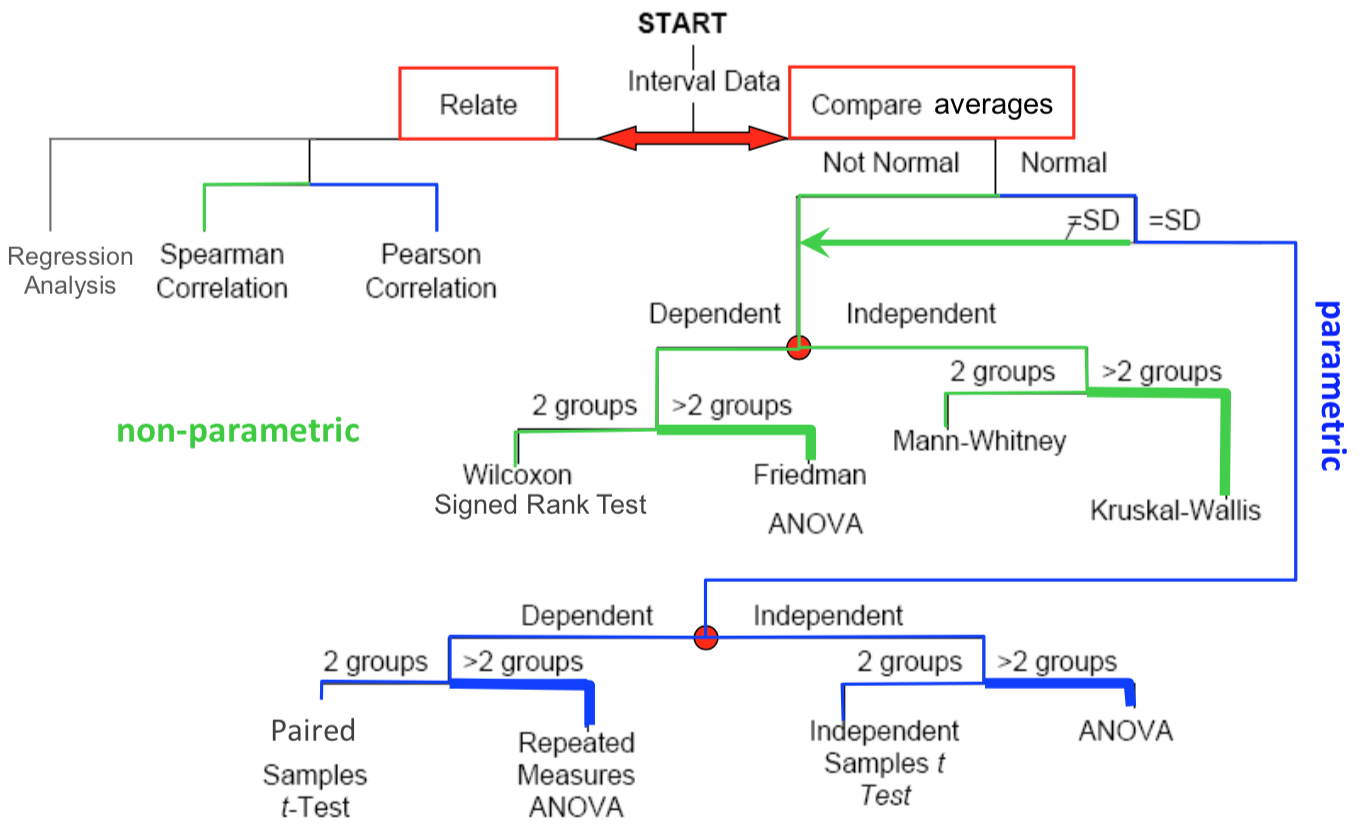 START
Interval Data
Relate
Compare averages
Not Normal
Normal
≠SD
=SD
Regression
Analysis
Spearman
Correlation
Pearson
Correlation
parametric
Dependent
Independent
2 groups
>2 groups
2 groups
>2 groups
non-parametric
Wilcoxon
Signed Rank Test
Friedman
ANOVA
Mann-Whitney
Kruskal-Wallis
Dependent
Independent
2 groups
>2 groups
2 groups
>2 groups
Paired
Samples
t-Test
Repeated
Measures
ANOVA
Independent
Samples t
Test
ANOVA